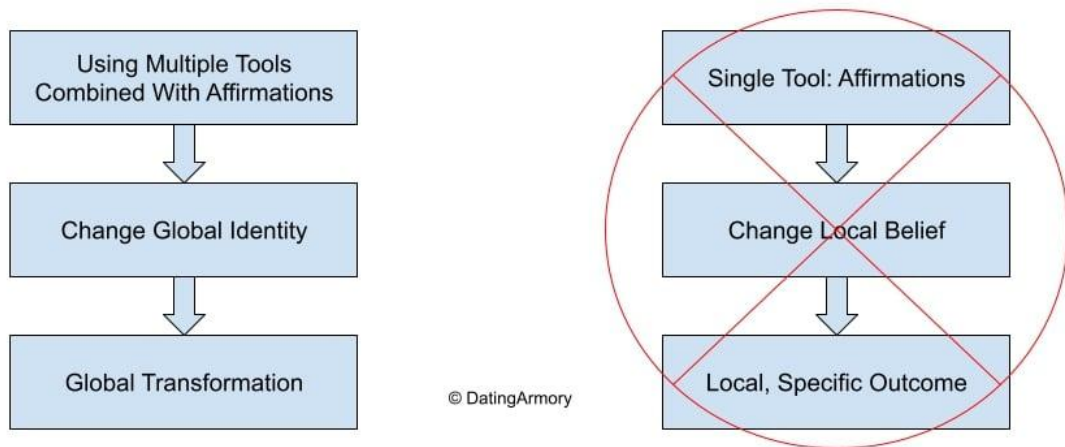 Using Multiple Tools
Combined With Affirmations
Change Global Identity
Global Transformation
Single Tool: Affirmations
Change Local Belief
Local, Specific Outcome
© DatingArmory